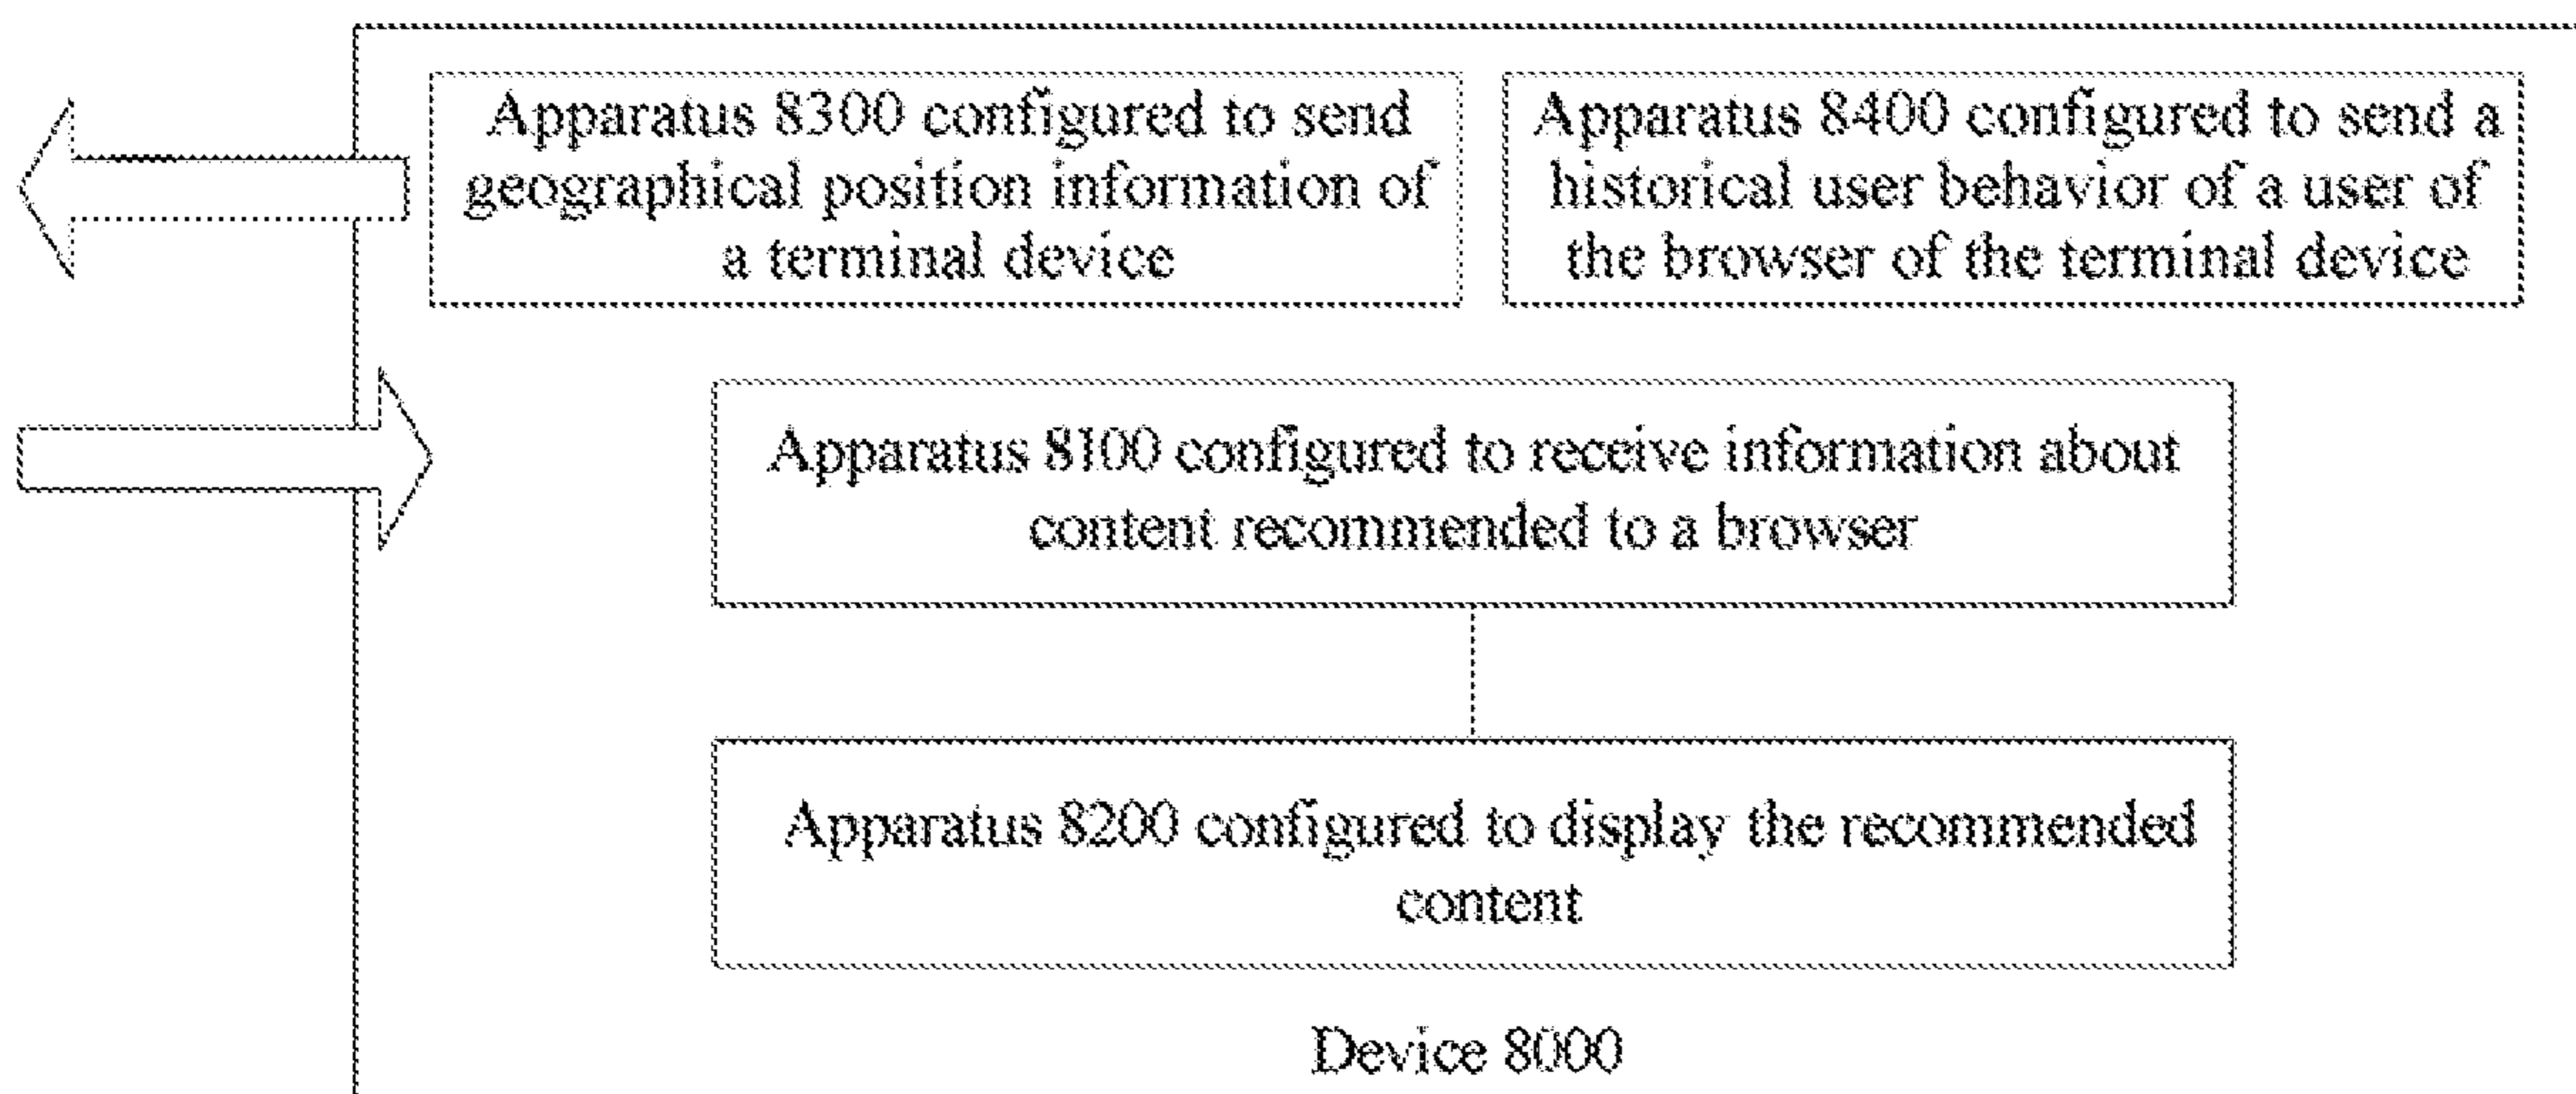 Apparatus 8300 configured to send
geographical position information of
a terminal device
Apparatus 8400 configured to send a
historical user behavior of a user of
the browser of the terminal device
Apparatus 8100 configured to receive information about
content recommended to a browser
Apparatus 8200 configured to display the recommended
content
Device 8000